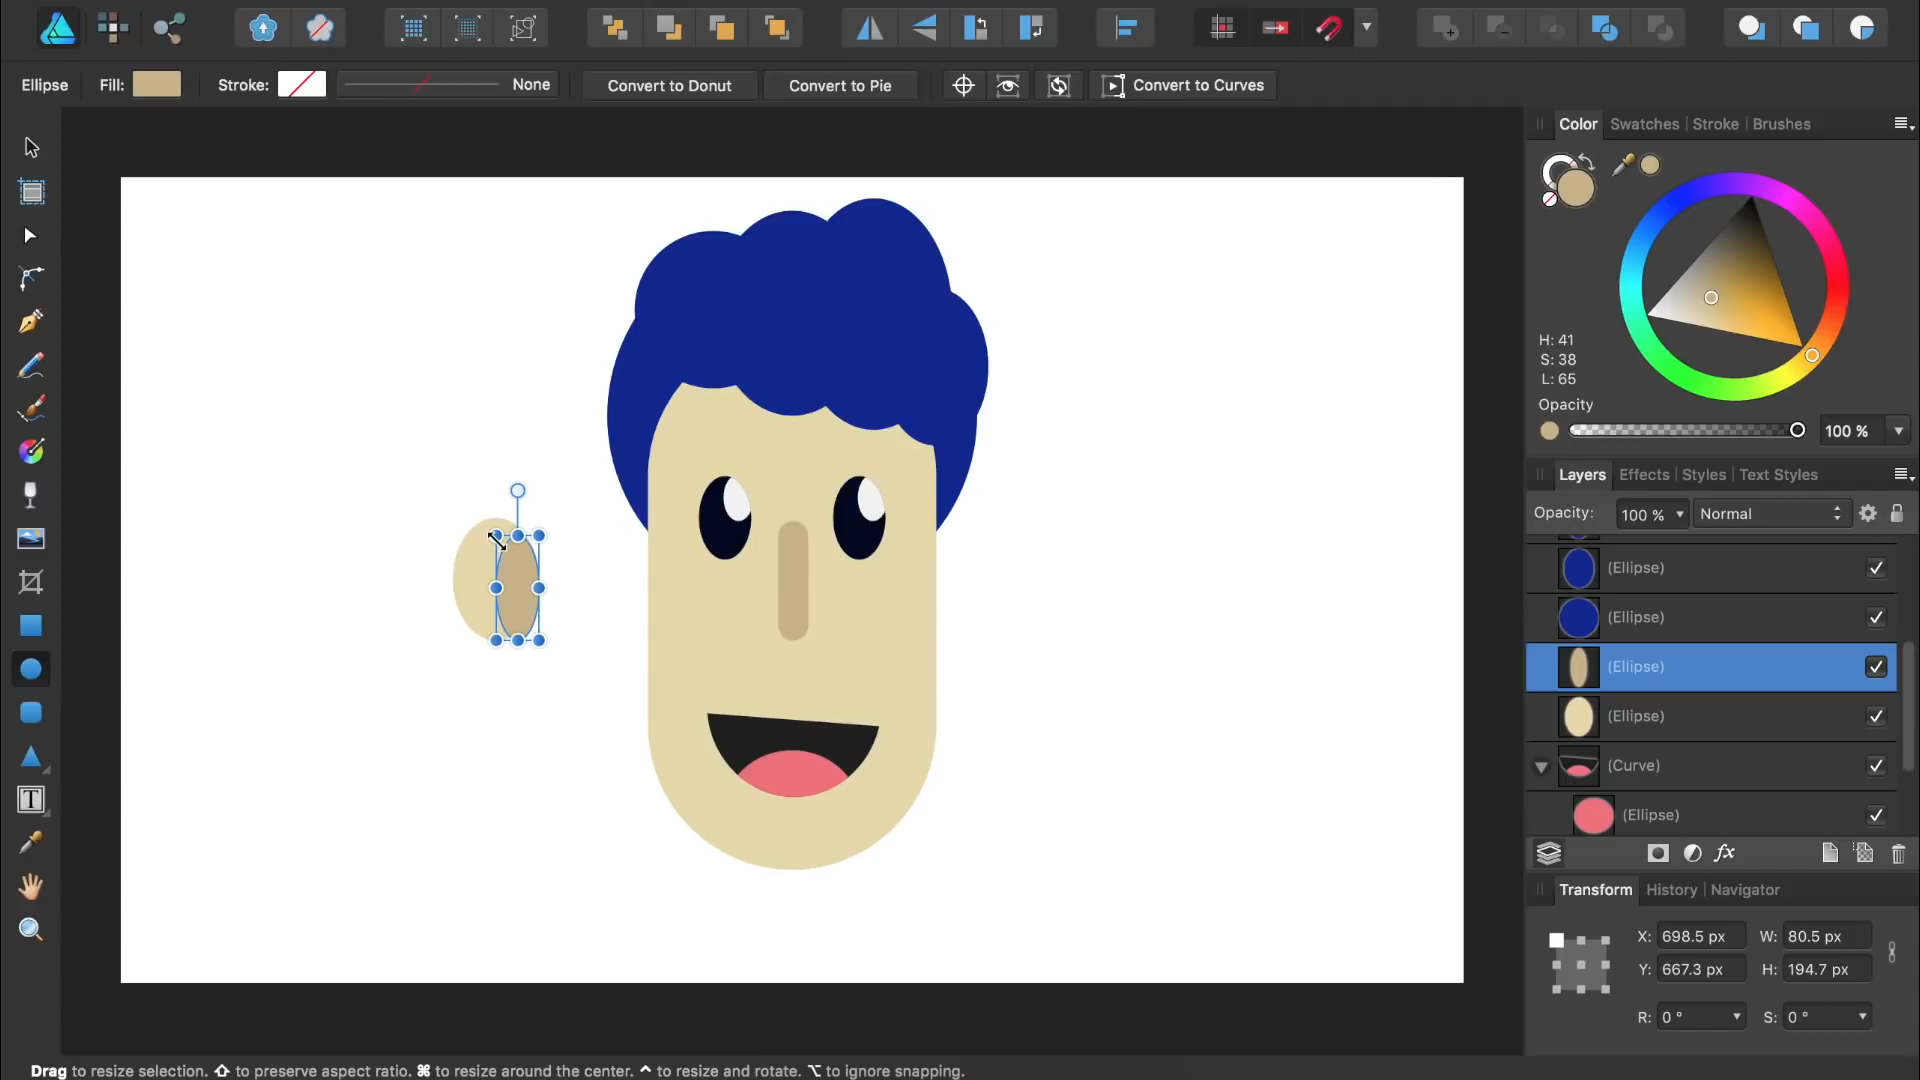 Ellipse Fill: Stroke: None Convert to Donut Convert to Pie Convert to Curves
Color Swatches Stroke Brushes
H: 41
S: 38
L: 65
Opacity
100 %
Layers Effects Styles Text Styles
Opacity: 100 % Normal
(Ellipse)
(Ellipse)
(Ellipse)
(Ellipse)
(Curve)
(Ellipse)
fx
Transform History Navigator
X: 698.5 px W: 80.5 px
Y: 667.3 px H: 194.7 px
R: 0 ° S: 0 °
T
Drag to resize selection. ⇧ to preserve aspect ratio. ⌘ to resize around the center. ^ to resize and rotate. ⌥ to ignore snapping.